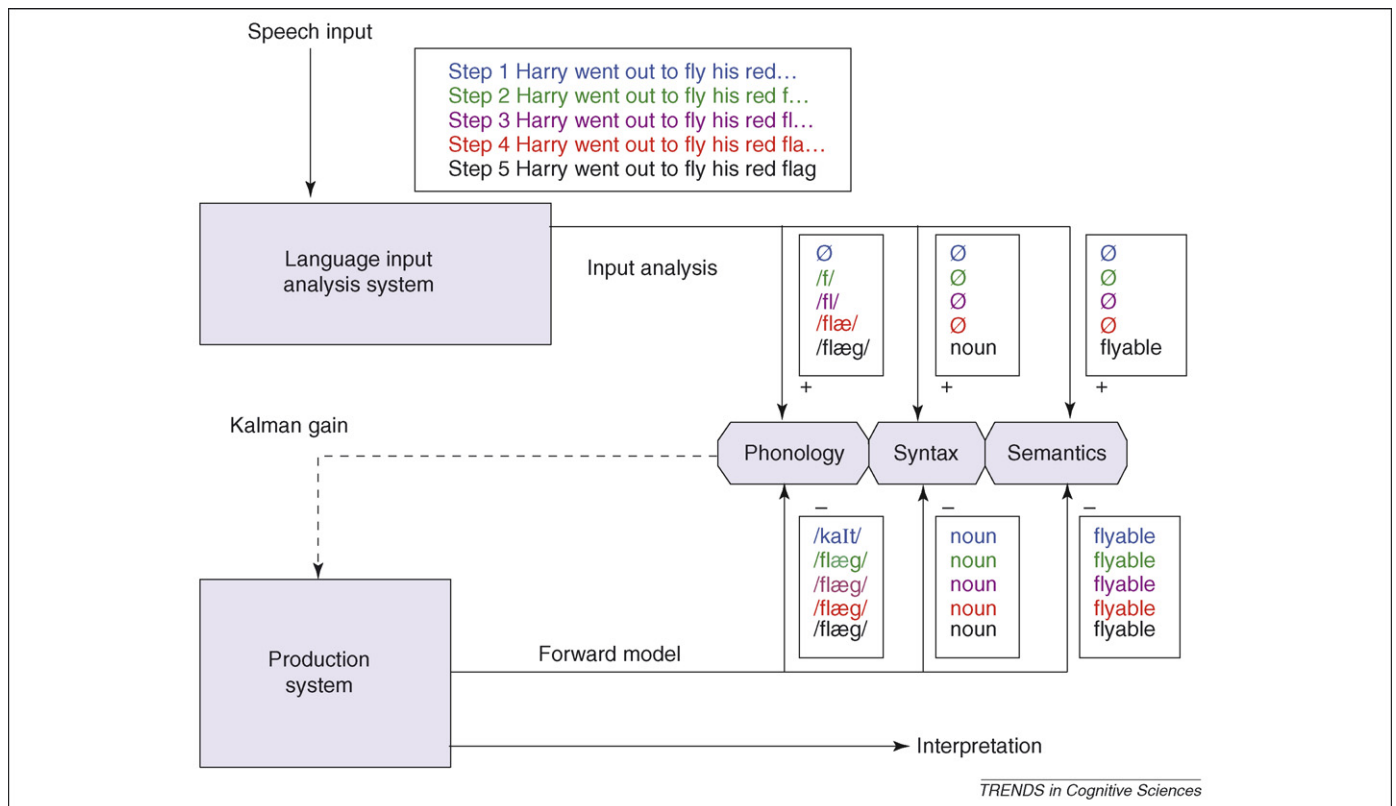 Speech input
Step 1 Harry went out to fly his red…
Step 2 Harry went out to fly his red f…
Step 3 Harry went out to fly his red fl…
Step 4 Harry went out to fly his red fla…
Step 5 Harry went out to fly his red flag
Language input
analysis system
Input analysis
Ø
/f/
/fl/
/flæ/
/flæg/
+
Ø
Ø
Ø
Ø
noun
+
Ø
Ø
Ø
Ø
flyable
+
Kalman gain
Phonology
Syntax
Semantics
–
/kaIt/
/flæg/
/flæg/
/flæg/
/flæg/
–
noun
noun
noun
noun
noun
–
flyable
flyable
flyable
flyable
flyable
Production
system
Forward model
Interpretation
TRENDS in Cognitive Sciences